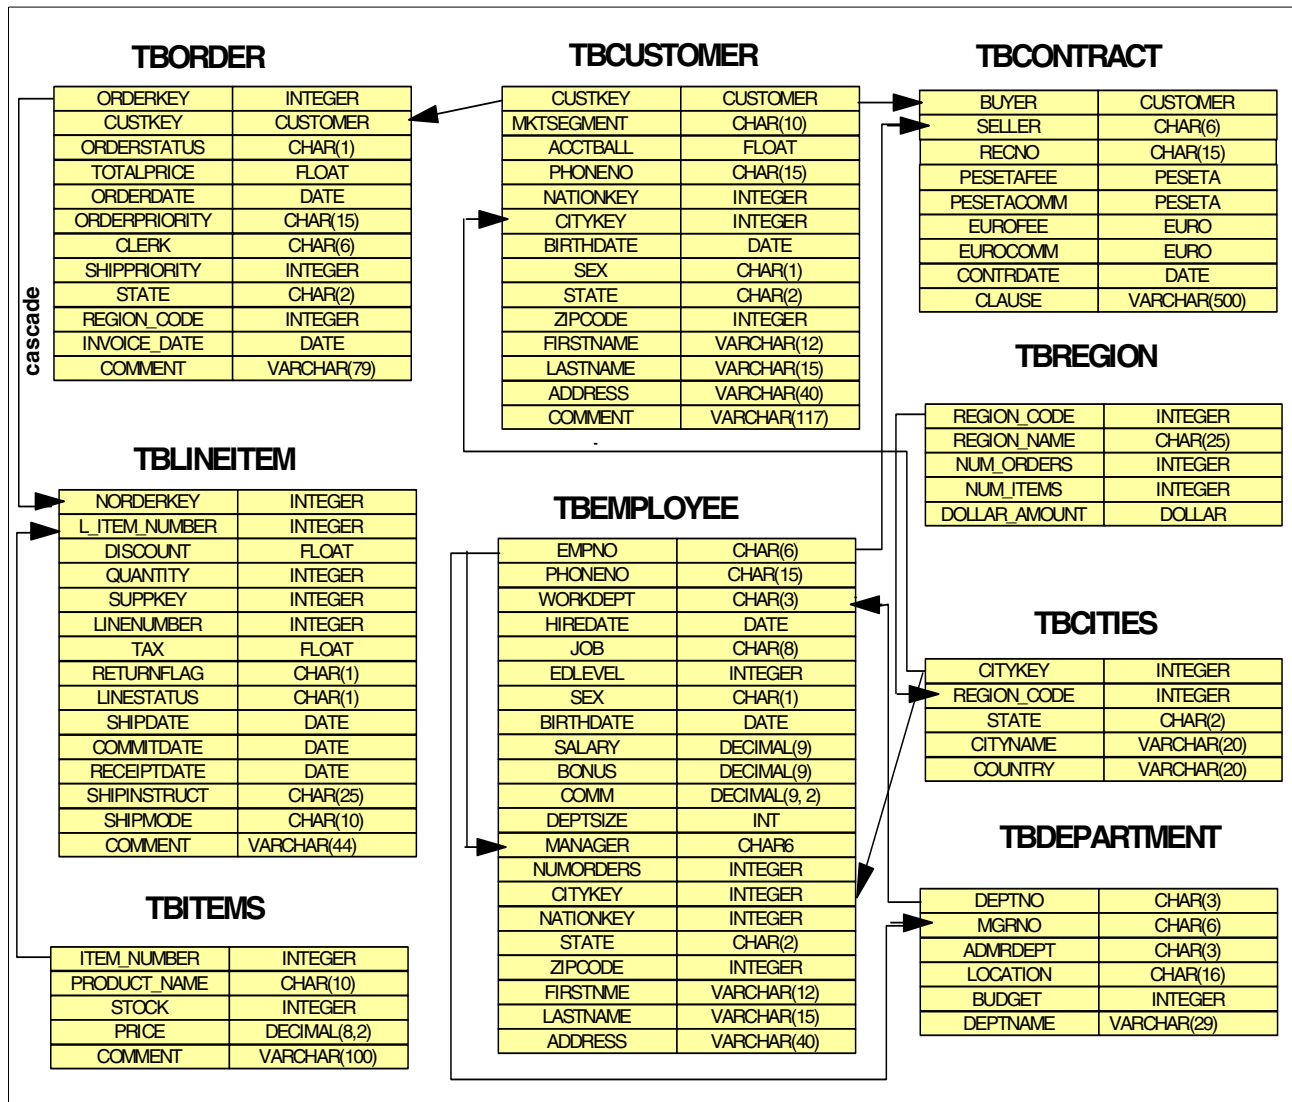 TBORDER
ORDERKEY INTEGER
CUSTKEY CUSTOMER
ORDERSTATUS CHAR(1)
TOTALPRICE FLOAT
ORDERDATE DATE
ORDERPRIORITY CHAR(15)
CLERK CHAR(6)
SHIPPRIORITY INTEGER
STATE CHAR(2)
REGION_CODE INTEGER
INVOICE_DATE DATE
COMMENT VARCHAR(79)
cascade
TBCUSTOMER
CUSTKEY CUSTOMER
MKTSEGMENT CHAR(10)
ACCTBALL FLOAT
PHONENO CHAR(15)
NATIONKEY INTEGER
CITYKEY INTEGER
BIRTHDATE DATE
SEX CHAR(1)
STATE CHAR(2)
ZIPCODE INTEGER
FIRSTNAME VARCHAR(12)
LASTNAME VARCHAR(15)
ADDRESS VARCHAR(40)
COMMENT VARCHAR(117)
TBCONTRACT
BUYER CUSTOMER
SELLER CHAR(6)
RECNO CHAR(15)
PESETAFEE PESETA
PESETACOMM PESETA
EUROFEE EURO
EUROCOMM EURO
CONTRDATE DATE
CLAUSE VARCHAR(500)
TBREGION
REGION_CODE INTEGER
REGION_NAME CHAR(25)
NUM_ORDERS INTEGER
NUM_ITEMS INTEGER
DOLLAR_AMOUNT DOLLAR
TBLINEITEM
NORDERKEY INTEGER
L_ITEM_NUMBER INTEGER
DISCOUNT FLOAT
QUANTITY INTEGER
SUPPKEY INTEGER
LINENUMBER INTEGER
TAX FLOAT
RETURNFLAG CHAR(1)
LINESTATUS CHAR(1)
SHIPDATE DATE
COMMITDATE DATE
RECEIPTDATE DATE
SHIPINSTRUCT CHAR(25)
SHIPMODE CHAR(10)
COMMENT VARCHAR(44)
TBEMPLOYEE
EMPNO CHAR(6)
PHONENO CHAR(15)
WORKDEPT CHAR(3)
HIREDATE DATE
JOB CHAR(8)
EDLEVEL INTEGER
SEX CHAR(1)
BIRTHDATE DATE
SALARY DECIMAL(9)
BONUS DECIMAL(9)
COMM DECIMAL(9, 2)
DEPTSIZE INT
MANAGER CHAR6
NUMORDERS INTEGER
CITYKEY INTEGER
NATIONKEY INTEGER
STATE CHAR(2)
ZIPCODE INTEGER
FIRSTNME VARCHAR(12)
LASTNAME VARCHAR(15)
ADDRESS VARCHAR(40)
TBCITIES
CITYKEY INTEGER
REGION_CODE INTEGER
STATE CHAR(2)
CITYNAME VARCHAR(20)
COUNTRY VARCHAR(20)
TBDEPARTMENT
DEPTNO CHAR(3)
MGRNO CHAR(6)
ADMRDEPT CHAR(3)
LOCATION CHAR(16)
BUDGET INTEGER
DEPTNAME VARCHAR(29)
TBITEMS
ITEM_NUMBER INTEGER
PRODUCT_NAME CHAR(10)
STOCK INTEGER
PRICE DECIMAL(8,2)
COMMENT VARCHAR(100)